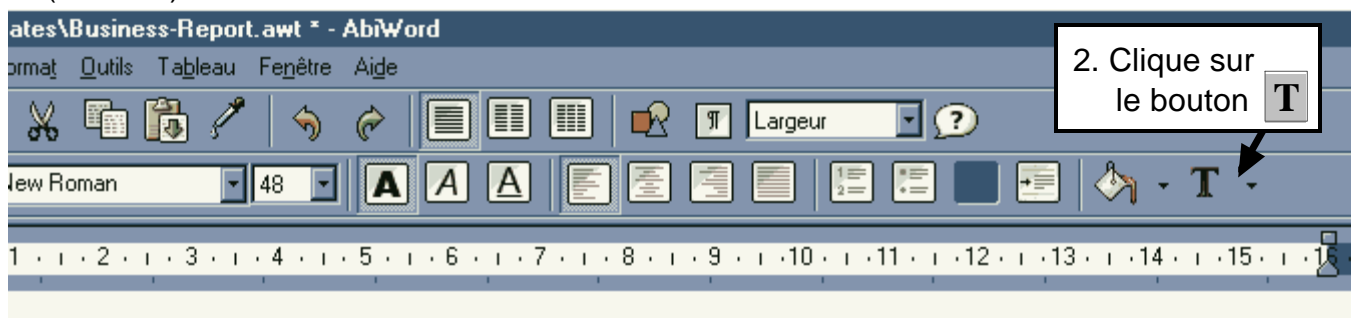 ates\Business-Report.awt * - AbiWord
ormat Outils Tableau Fenêtre Aide
2. Clique sur
le bouton T
¶ Largeur ?
New Roman 48 A A A T
1 2 3 4 5 6 7 8 9 10 11 12 13 14 15 16